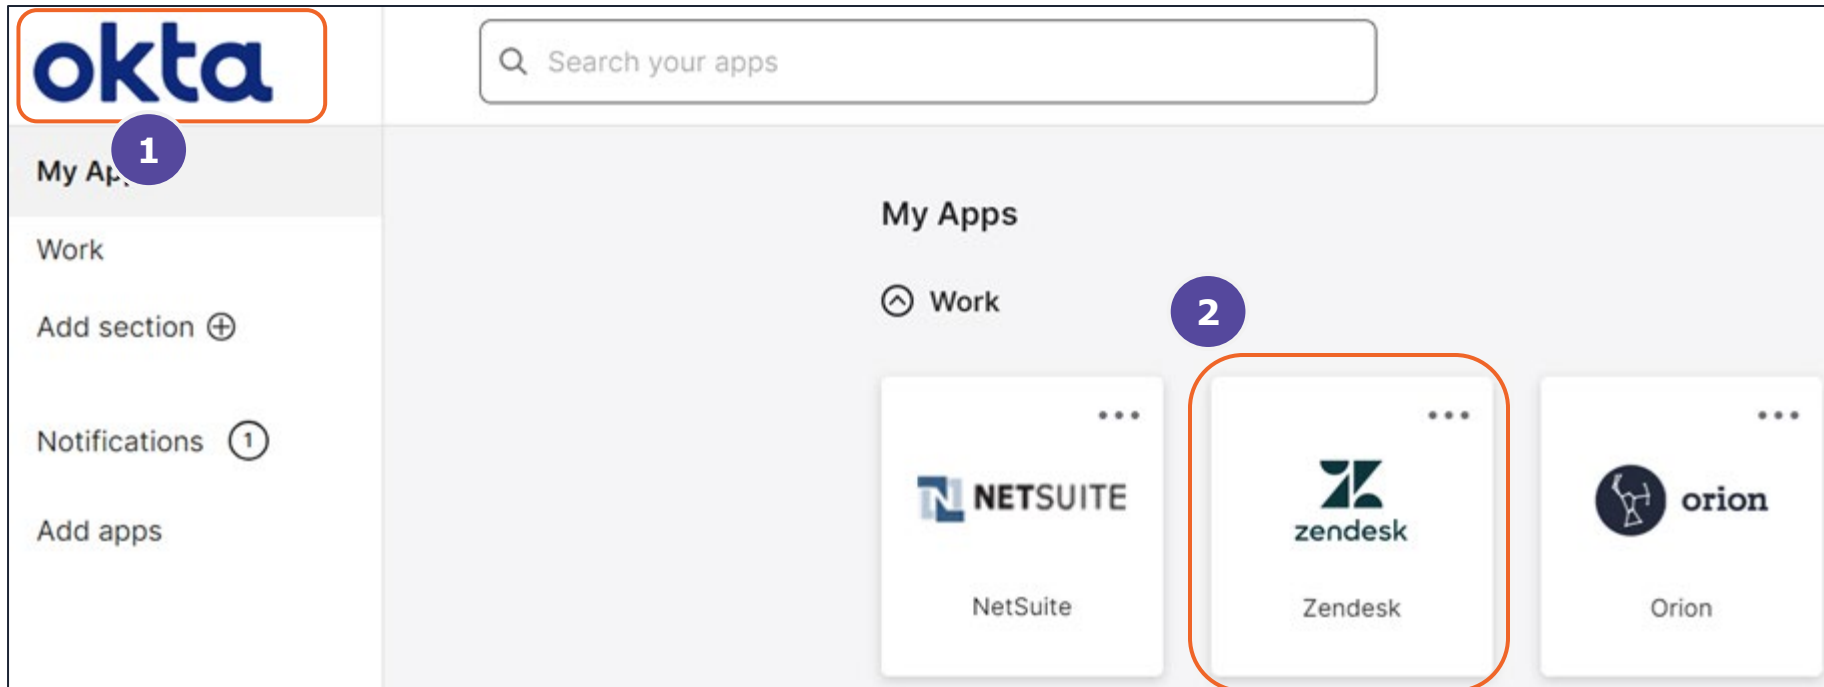 okta
Search your apps
1
My Ap
Work
Add section
Notifications 1
Add apps
My Apps
Work
2
NETSUITE
NetSuite
zendesk
Zendesk
orion
Orion